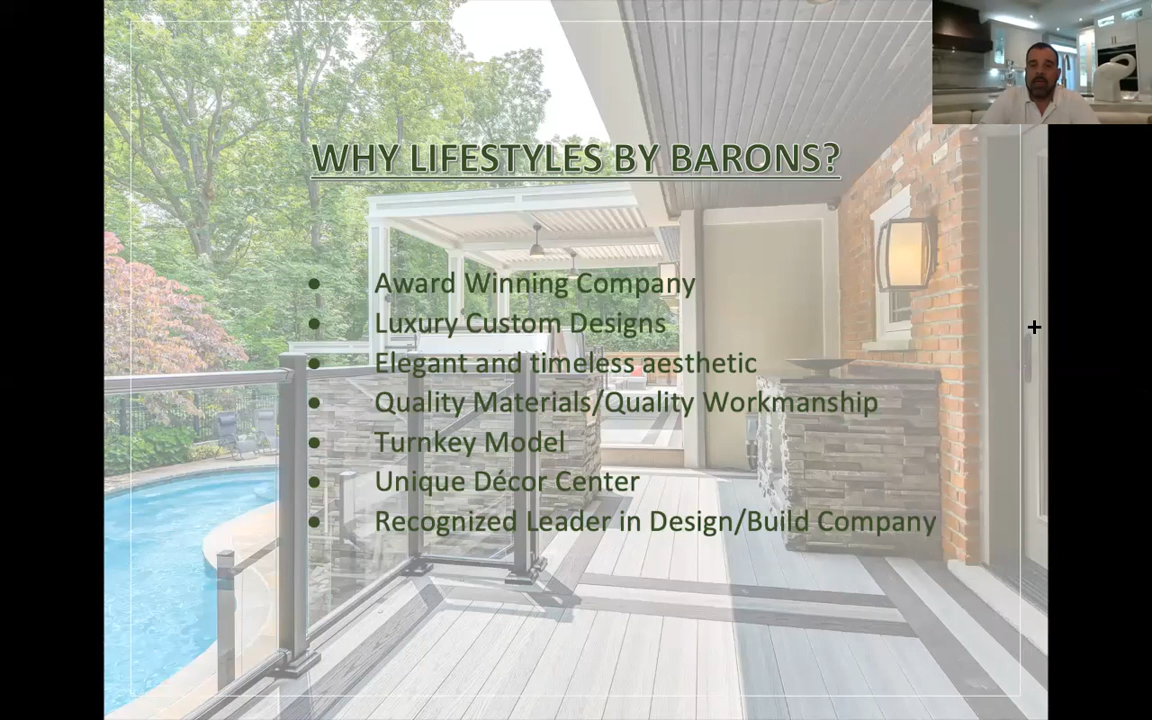 WHY LIFESTYLES BY BARONS?
• Award Winning Company
• Luxury Custom Designs
• Elegant and timeless aesthetic
• Quality Materials/Quality Workmanship
• Turnkey Model
• Unique Décor Center
• Recognized Leader in Design/Build Company